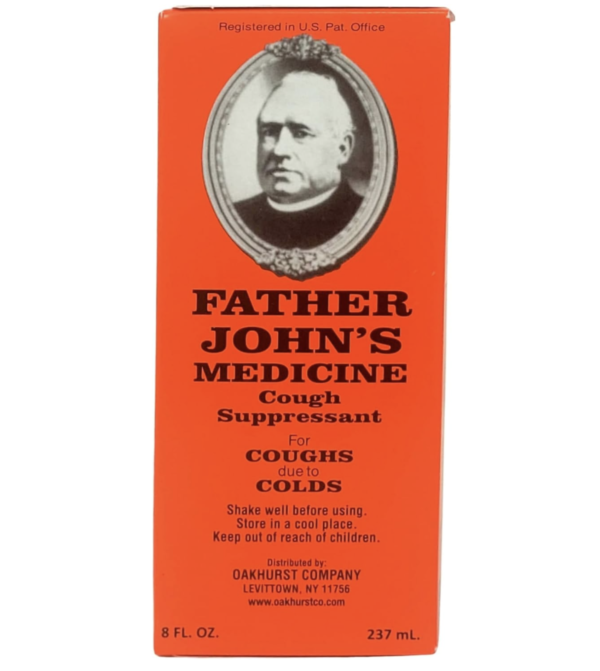 Registered in U.S. Pat. Office
FATHER
JOHN'S
MEDICINE
Cough
Suppressant
For
COUGHS
due to
COLDS
Shake well before using.
Store in a cool place.
Keep out of reach of children.
Distributed by:
OAKHURST COMPANY
LEVITTOWN, NY 11756
www.oakhurstco.com
8 FL. OZ. 237 mL.